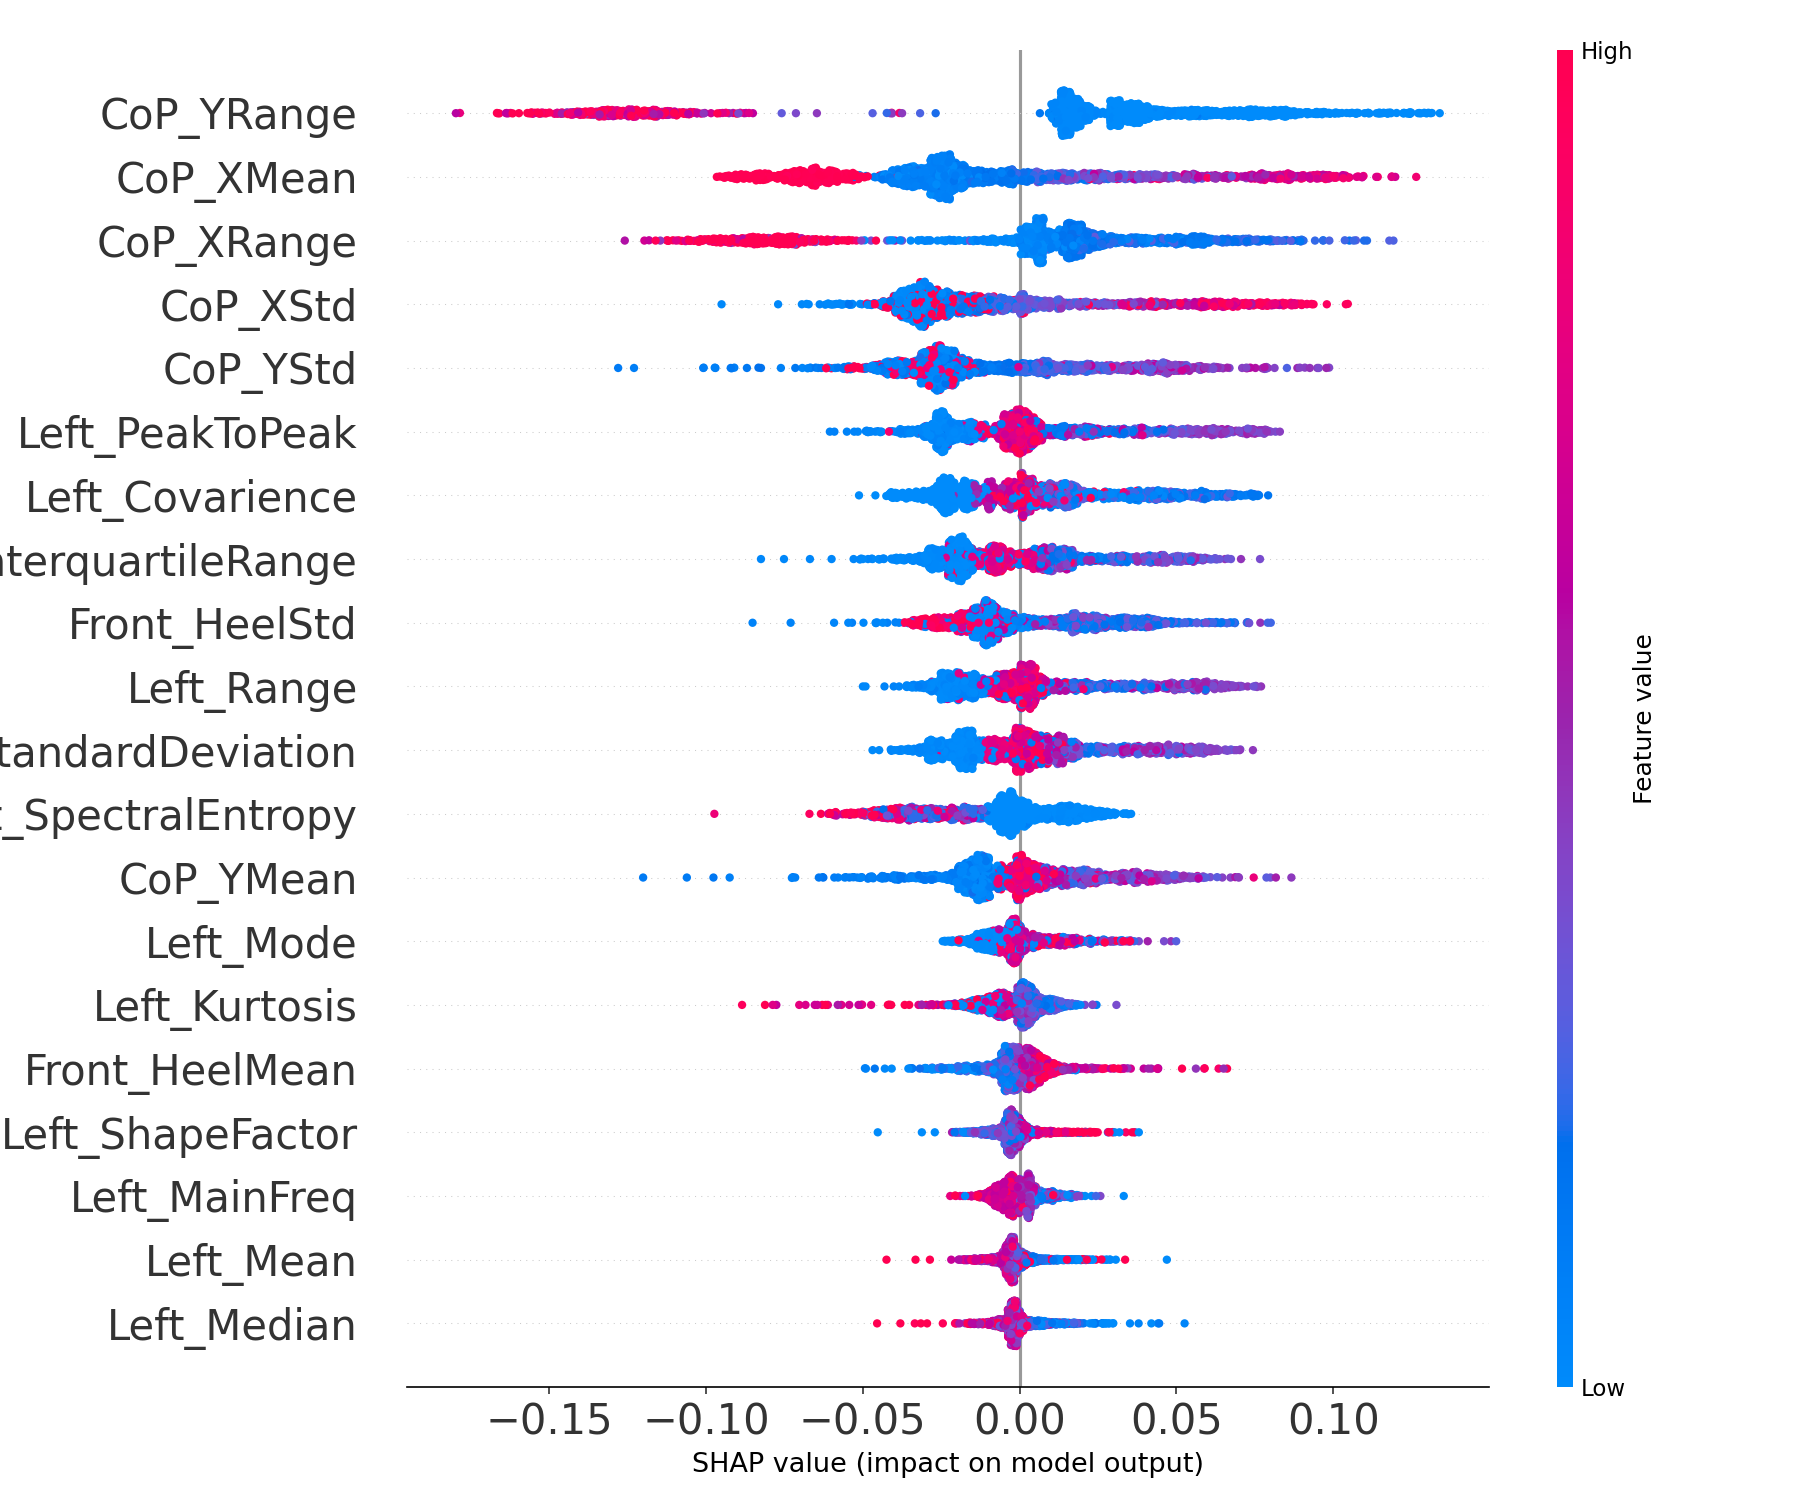 High
CoP_YRange
CoP_XMean
CoP_XRange
CoP_XStd
CoP_YStd
Left_PeakToPeak
Left_Covarience
nterquartileRange
Front_HeelStd
Left_Range
tandardDeviation
t_SpectralEntropy
CoP_YMean
Left_Mode
Left_Kurtosis
Front_HeelMean
Left_ShapeFactor
Left_MainFreq
Left_Mean
Left_Median
Feature value
Low
−0.15 −0.10 −0.05 0.00 0.05 0.10
SHAP value (impact on model output)